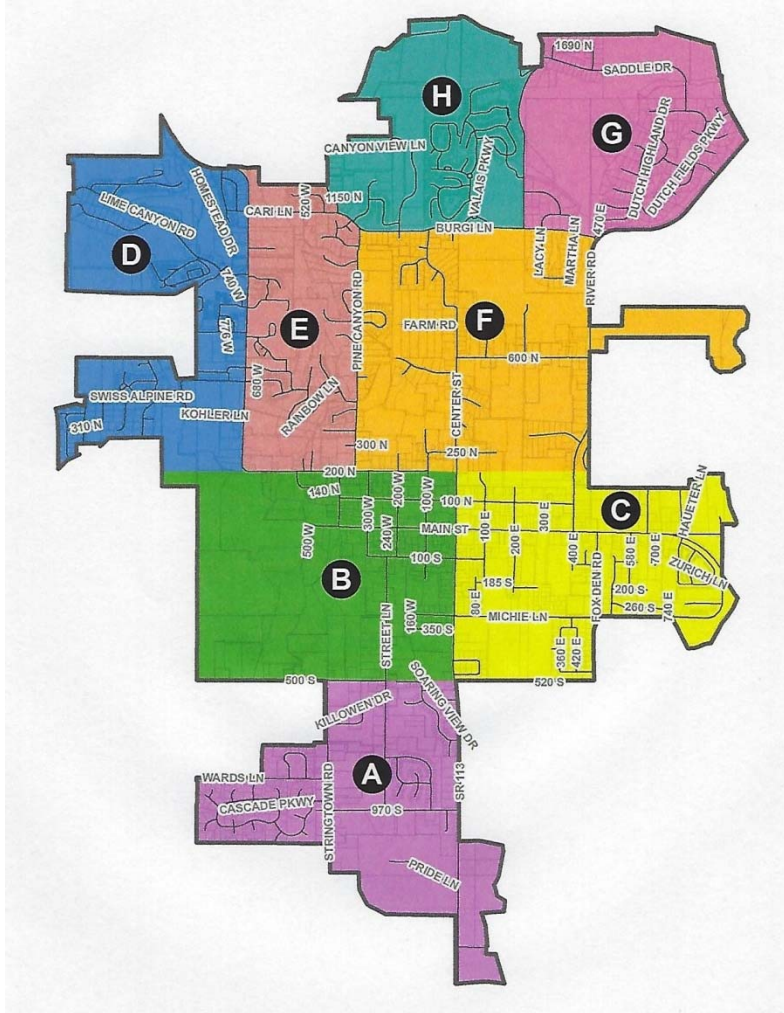 1690 N
SADDLE DR
H
G
CANYON VIEW LN
VALAIS PKWY
DUTCH HIGHLAND DR
DUTCH FIELDS PKWY
HOMESTEAD DR
520 W
1150 N
LIME CANYON RD
CARI LN
BURGI LN
LACY LN
MARTHA LN
470 E
D
740 W
PINE CANYON RD
RIVER RD
776 W
E
FARM RD
F
600 N
680 W
SWISS ALPINE RD
RAINBOW LN
CENTER ST
310 N
KOHLER LN
300 N
250 N
200 N
140 N
200 W
100 W
100 N
HAUETER LN
300 W
240 W
500 W
MAIN ST
100 E
200 E
300 E
C
400 E
FOX DEN RD
580 E
700 E
100 S
ZURICH LN
B
185 S
200 S
80 E
260 S
740 E
160 W
MICHIE LN
350 S
STREET LN
360 E
420 E
500 S
520 S
SOARING VIEW DR
KILLOWEN DR
A
WARDS LN
SR-113
STRINGTOWN RD
CASCADE PKWY
970 S
PRIDE LN